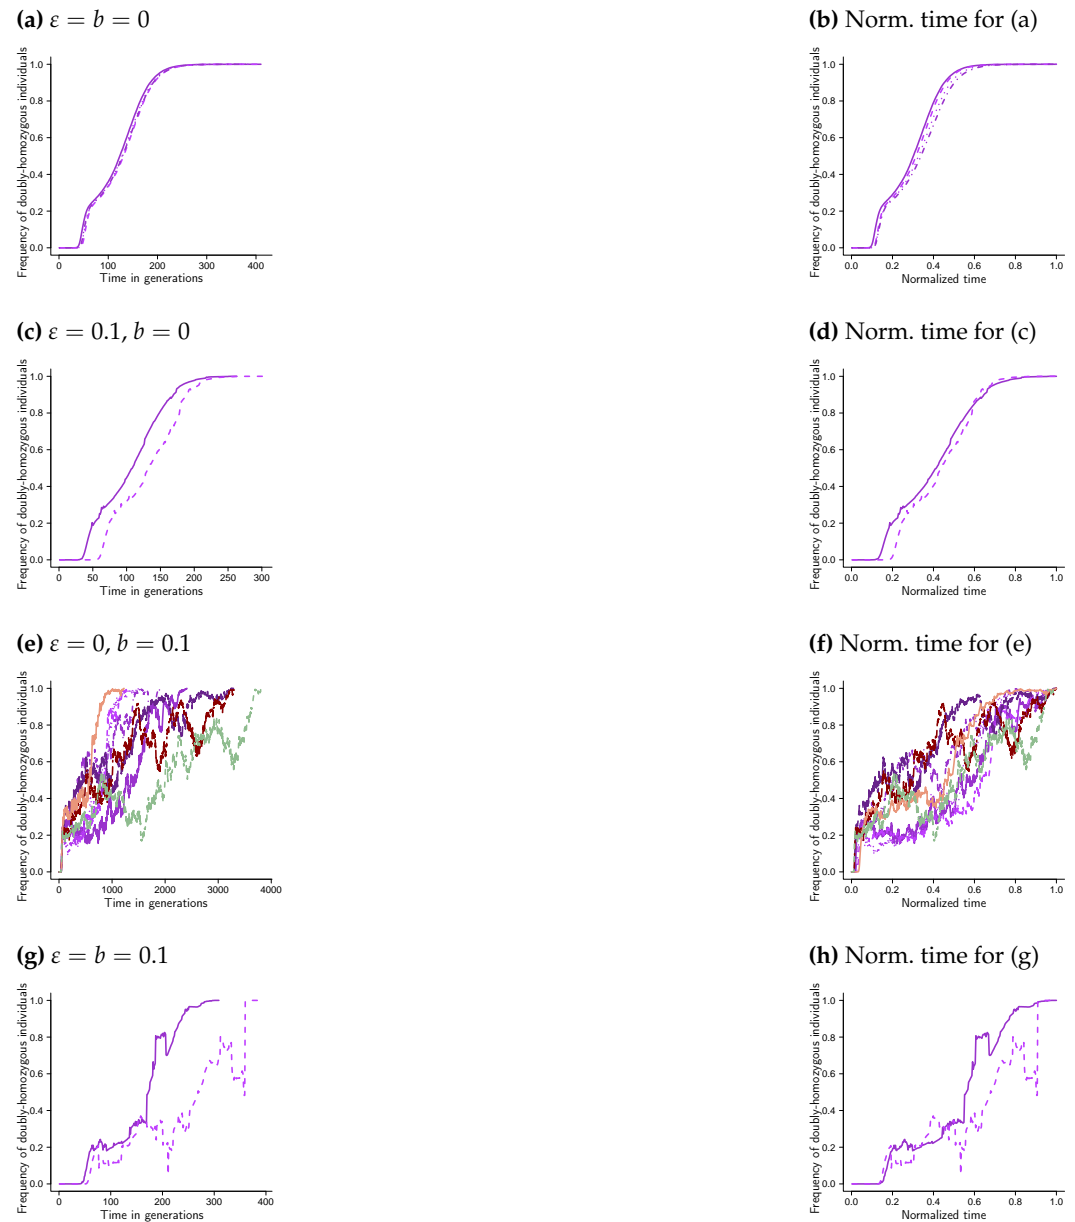 (a) ε = b = 0
(b) Norm. time for (a)
Frequency of doubly-homozygous individuals
1.0
0.8
0.6
0.4
0.2
0.0
0 100 200 300 400
Time in generations
Frequency of doubly-homozygous individuals
1.0
0.8
0.6
0.4
0.2
0.0
0.0 0.2 0.4 0.6 0.8 1.0
Normalized time
(c) ε = 0.1, b = 0
(d) Norm. time for (c)
Frequency of doubly-homozygous individuals
1.0
0.8
0.6
0.4
0.2
0.0
0 50 100 150 200 250 300
Time in generations
Frequency of doubly-homozygous individuals
1.0
0.8
0.6
0.4
0.2
0.0
0.0 0.2 0.4 0.6 0.8 1.0
Normalized time
(e) ε = 0, b = 0.1
(f) Norm. time for (e)
Frequency of doubly-homozygous individuals
1.0
0.8
0.6
0.4
0.2
0.0
0 1000 2000 3000 4000
Time in generations
Frequency of doubly-homozygous individuals
1.0
0.8
0.6
0.4
0.2
0.0
0.0 0.2 0.4 0.6 0.8 1.0
Normalized time
(g) ε = b = 0.1
(h) Norm. time for (g)
Frequency of doubly-homozygous individuals
1.0
0.8
0.6
0.4
0.2
0.0
0 100 200 300 400
Time in generations
Frequency of doubly-homozygous individuals
1.0
0.8
0.6
0.4
0.2
0.0
0.0 0.2 0.4 0.6 0.8 1.0
Normalized time